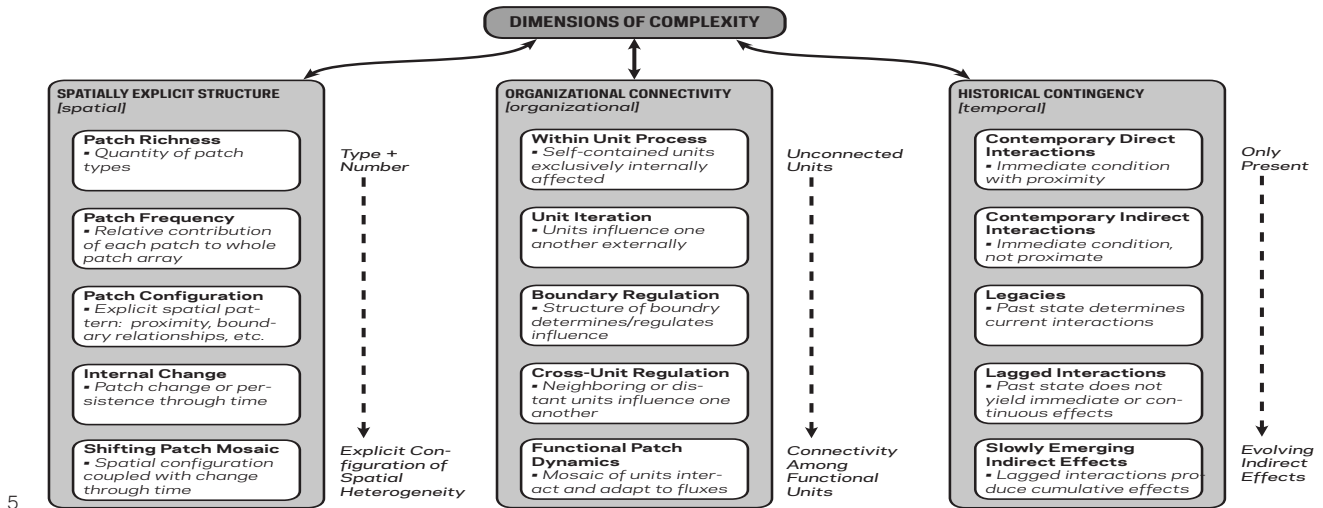 DIMENSIONS OF COMPLEXITY
SPATIALLY EXPLICIT STRUCTURE
[spatial]
Patch Richness
▪ Quantity of patch
types
Patch Frequency
▪ Relative contribution
of each patch to whole
patch array
Patch Configuration
▪ Explicit spatial pat-
tern: proximity, bound-
ary relationships, etc.
Internal Change
▪ Patch change or per-
sistence through time
Shifting Patch Mosaic
▪ Spatial configuration
coupled with change
through time
Type +
Number
Explicit Con-
figuration of
Spatial
Heterogeneity
ORGANIZATIONAL CONNECTIVITY
[organizational]
Within Unit Process
▪ Self-contained units
exclusively internally
affected
Unit Iteration
▪ Units influence one
another externally
Boundary Regulation
▪ Structure of boundry
determines/regulates
influence
Cross-Unit Regulation
▪ Neighboring or dis-
tant units influence one
another
Functional Patch
Dynamics
▪ Mosaic of units inter-
act and adapt to fluxes
Unconnected
Units
Connectivity
Among
Functional
Units
HISTORICAL CONTINGENCY
[temporal]
Contemporary Direct
Interactions
▪ Immediate condition
with proximity
Contemporary Indirect
Interactions
▪ Immediate condition,
not proximate
Legacies
▪ Past state determines
current interactions
Lagged Interactions
▪ Past state does not
yield immediate or con-
tinuous effects
Slowly Emerging
Indirect Effects
▪ Lagged interactions pro-
duce cumulative effects
Only
Present
Evolving
Indirect
Effects
5